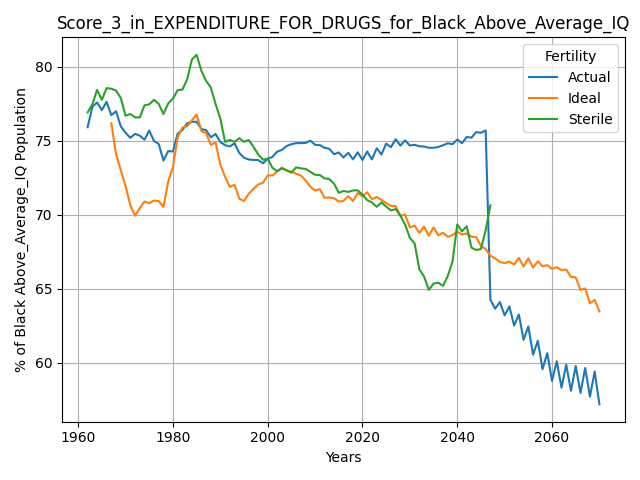 Score_3_in_EXPENDITURE_FOR_DRUGS_for_Black_Above_Average_IQ
Fertility
Actual
Ideal
Sterile
% of Black Above_Average_IQ Population
80
75
70
65
60
1960
1980
2000
2020
2040
2060
Years